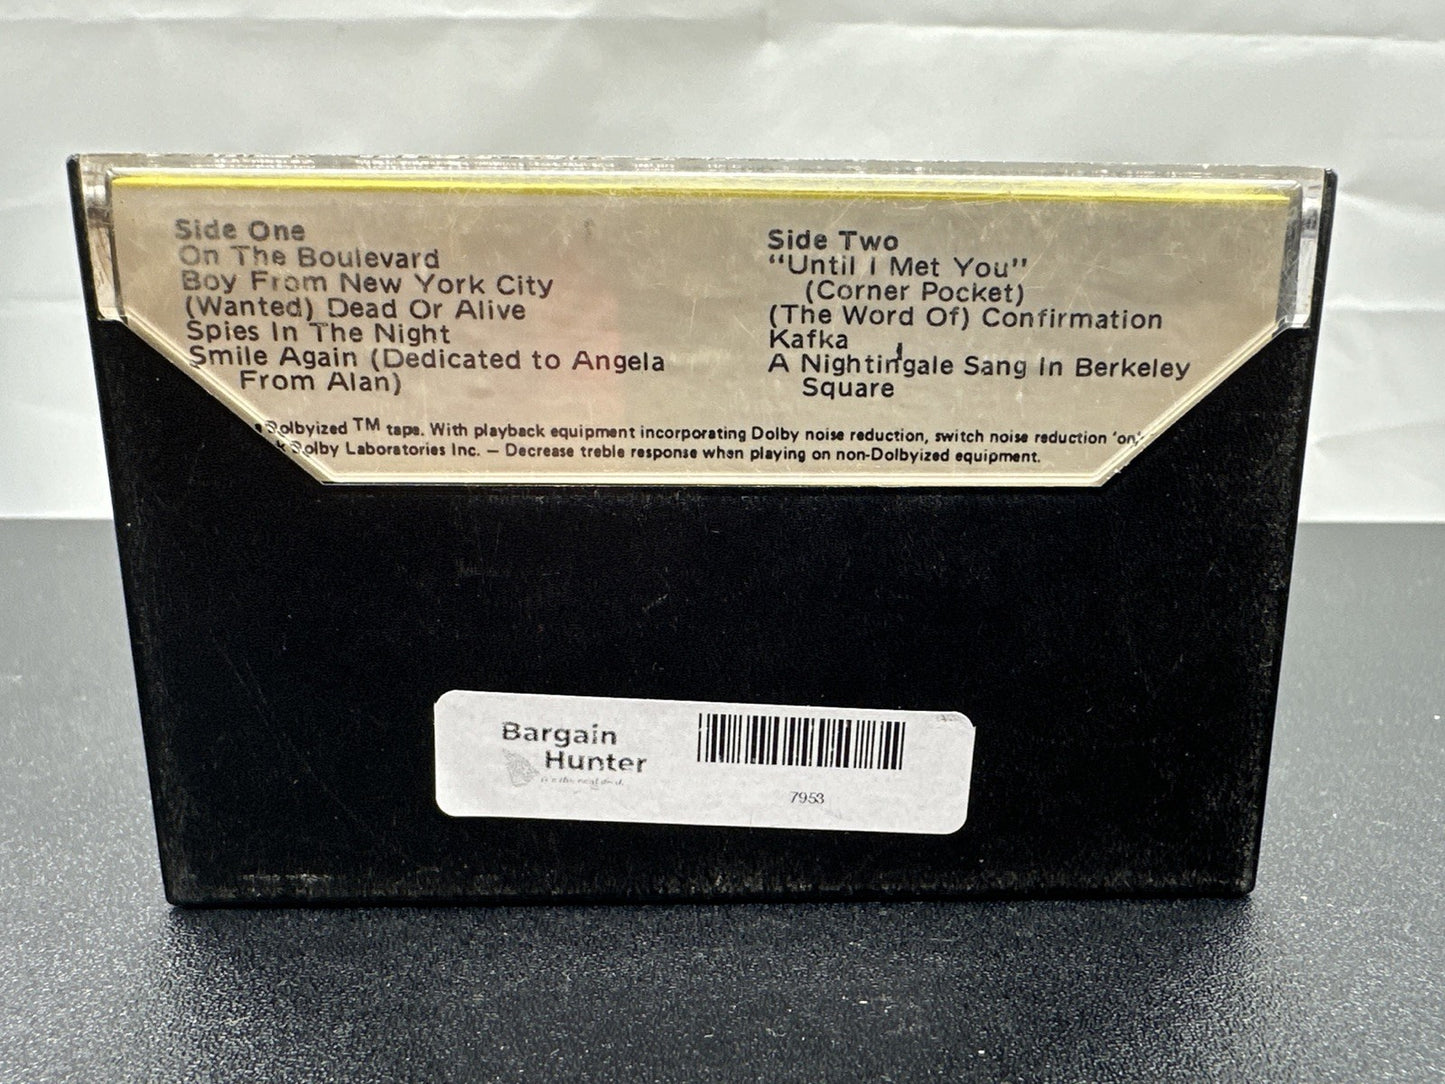 Side One
On The Boulevard
Boy From New York City
(Wanted) Dead Or Alive
Spies In The Night
Smile Again (Dedicated to Angela
From Alan)
Side Two
"Until I Met You"
(Corner Pocket)
(The Word Of) Confirmation
Kafka
A Nightingale Sang In Berkeley
Square
Dolbyized TM tape. With playback equipment incorporating Dolby noise reduction, switch noise reduction 'on'
Dolby Laboratories Inc. – Decrease treble response when playing on non-Dolbyized equipment.
Bargain
Hunter
7953